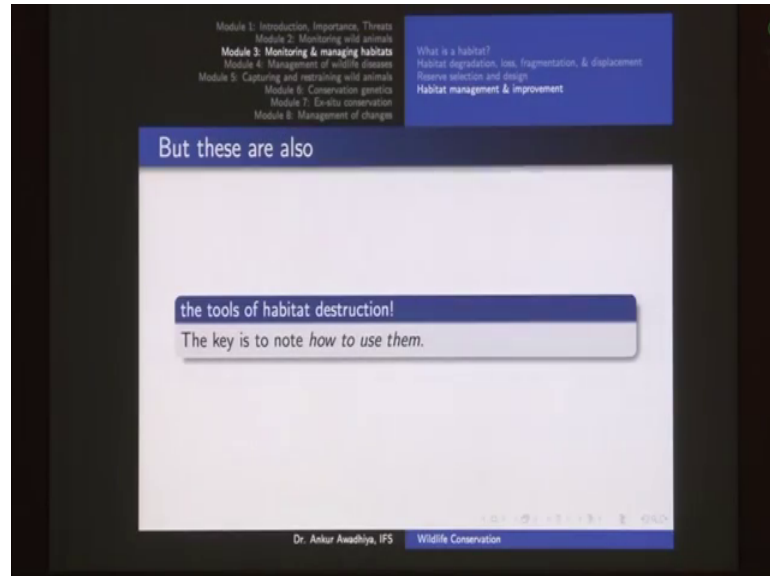 Module 1: Introduction, Importance, Threats
Module 2: Monitoring wild animals
Module 3: Monitoring & managing habitats
Module 4: Management of wildlife diseases
Module 5: Capturing and restraining wild animals
Module 6: Conservation genetics
Module 7: Ex-situ conservation
Module 8: Management of changes
What is a habitat?
Habitat degradation, loss, fragmentation, & displacement
Reserve selection and design
Habitat management & improvement
But these are also
the tools of habitat destruction!
The key is to note how to use them.
Dr. Ankur Awadhiya, IFS
Wildlife Conservation